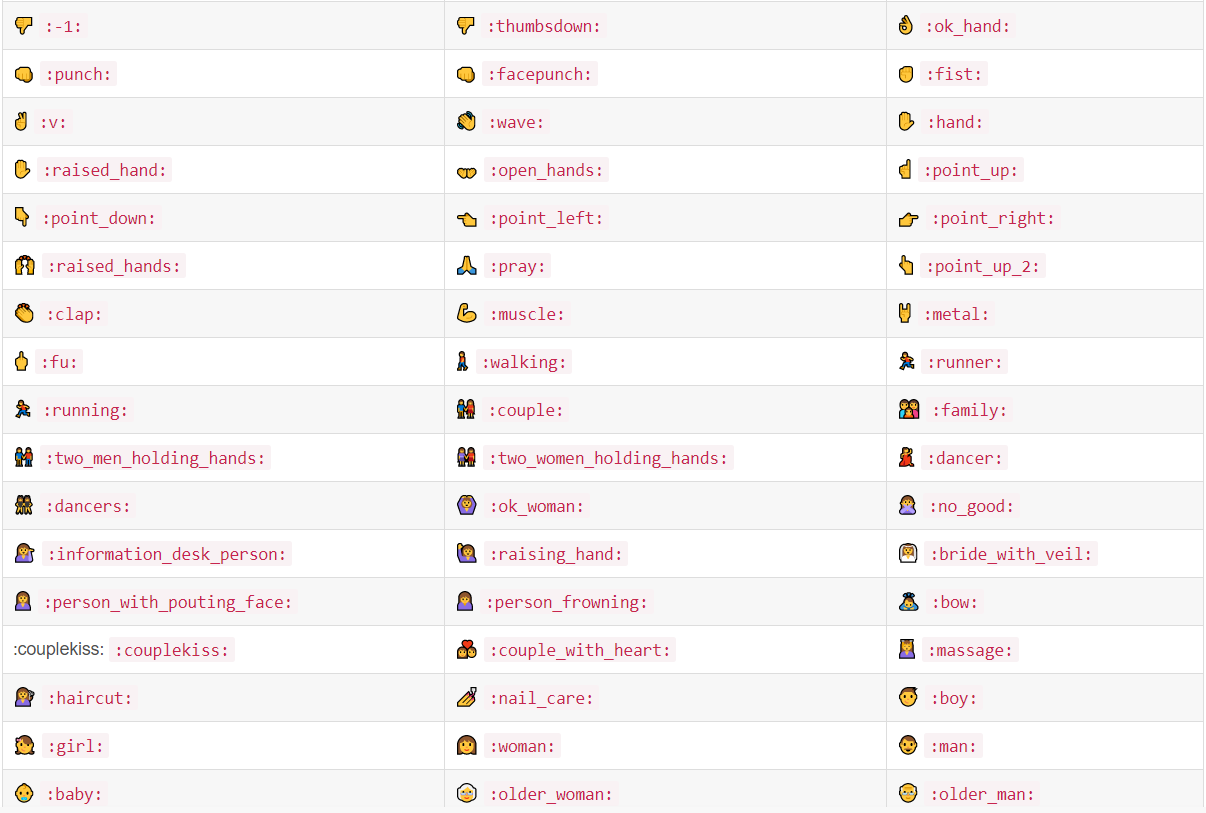 :-1: :thumbsdown: :ok_hand:
:punch: :facepunch: :fist:
:v: :wave: :hand:
:raised_hand: :open_hands: :point_up:
:point_down: :point_left: :point_right:
:raised_hands: :pray: :point_up_2:
:clap: :muscle: :metal:
:fu: :walking: :runner:
:running: :couple: :family:
:two_men_holding_hands: :two_women_holding_hands: :dancer:
:dancers: :ok_woman: :no_good:
:information_desk_person: :raising_hand: :bride_with_veil:
:person_with_pouting_face: :person_frowning: :bow:
:couplekiss: :couplekiss: :couple_with_heart: :massage:
:haircut: :nail_care: :boy:
:girl: :woman: :man:
:baby: :older_woman: :older_man: